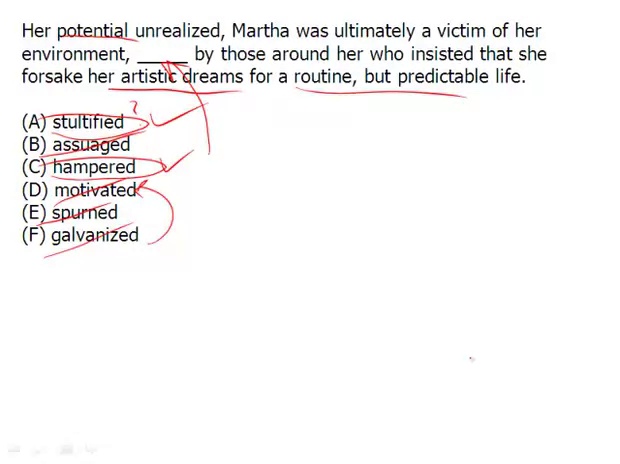 Her potential unrealized, Martha was ultimately a victim of her
environment, _____ by those around her who insisted that she
forsake her artistic dreams for a routine, but predictable life.
(A) stultified ?
(B) assuaged
(C) hampered
(D) motivated
(E) spurned
(F) galvanized